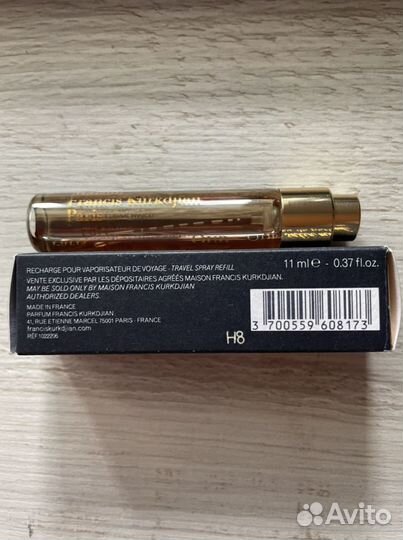 Francis Kurkdjian
Paris
RECHARGE POUR VAPORISATEUR DE VOYAGE - TRAVEL SPRAY REFILL
11 ml e - 0.37 fl.oz.
VENTE EXCLUSIVE PAR LES DÉPOSITAIRES AGRÉÉS MAISON FRANCIS KURKDJIAN.
MAY BE SOLD ONLY BY MAISON FRANCIS KURKDJIAN
AUTHORIZED DEALERS.
MADE IN FRANCE
PARFUM FRANCIS KURKDJIAN
41, RUE ETIENNE MARCEL 75001 PARIS - FRANCE
franciskurkdjian.com
RÉF 1022296
H8
3 700559 608173
Avito